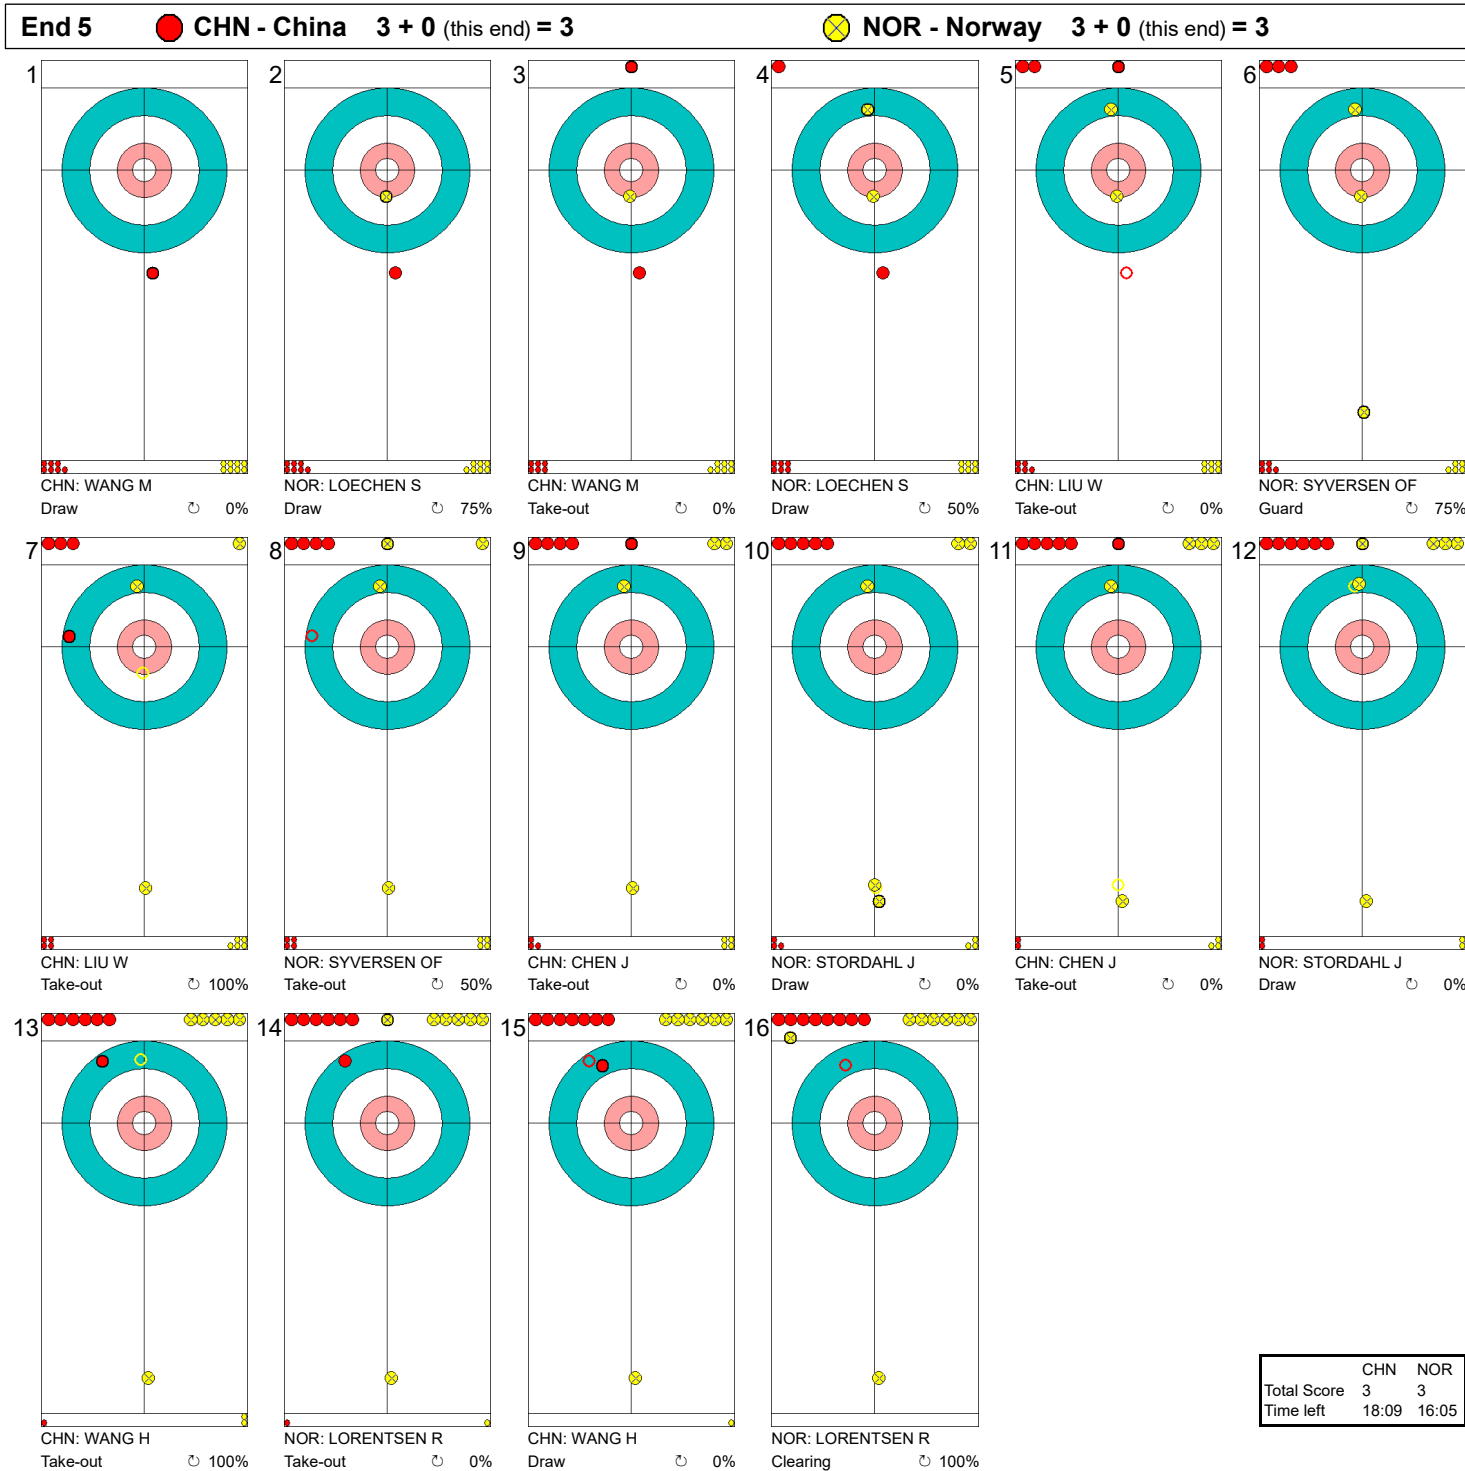 End 5 CHN - China 3 + 0 (this end) = 3 NOR - Norway 3 + 0 (this end) = 3
1 2 3 4 5 6
CHN: WANG M NOR: LOECHEN S CHN: WANG M NOR: LOECHEN S CHN: LIU W NOR: SYVERSEN OF
Draw ↻ 0% Draw ↻ 75% Take-out ↻ 0% Draw ↻ 50% Take-out ↻ 0% Guard ↻ 75%
7 8 9 10 11 12
CHN: LIU W NOR: SYVERSEN OF CHN: CHEN J NOR: STORDAHL J CHN: CHEN J NOR: STORDAHL J
Take-out ↻ 100% Take-out ↻ 50% Take-out ↻ 0% Draw ↻ 0% Take-out ↻ 0% Draw ↻ 0%
13 14 15 16
CHN: WANG H NOR: LORENTSEN R CHN: WANG H NOR: LORENTSEN R
Take-out ↻ 100% Take-out ↻ 0% Draw ↻ 0% Clearing ↻ 100%
CHN NOR
Total Score 3 3
Time left 18:09 16:05